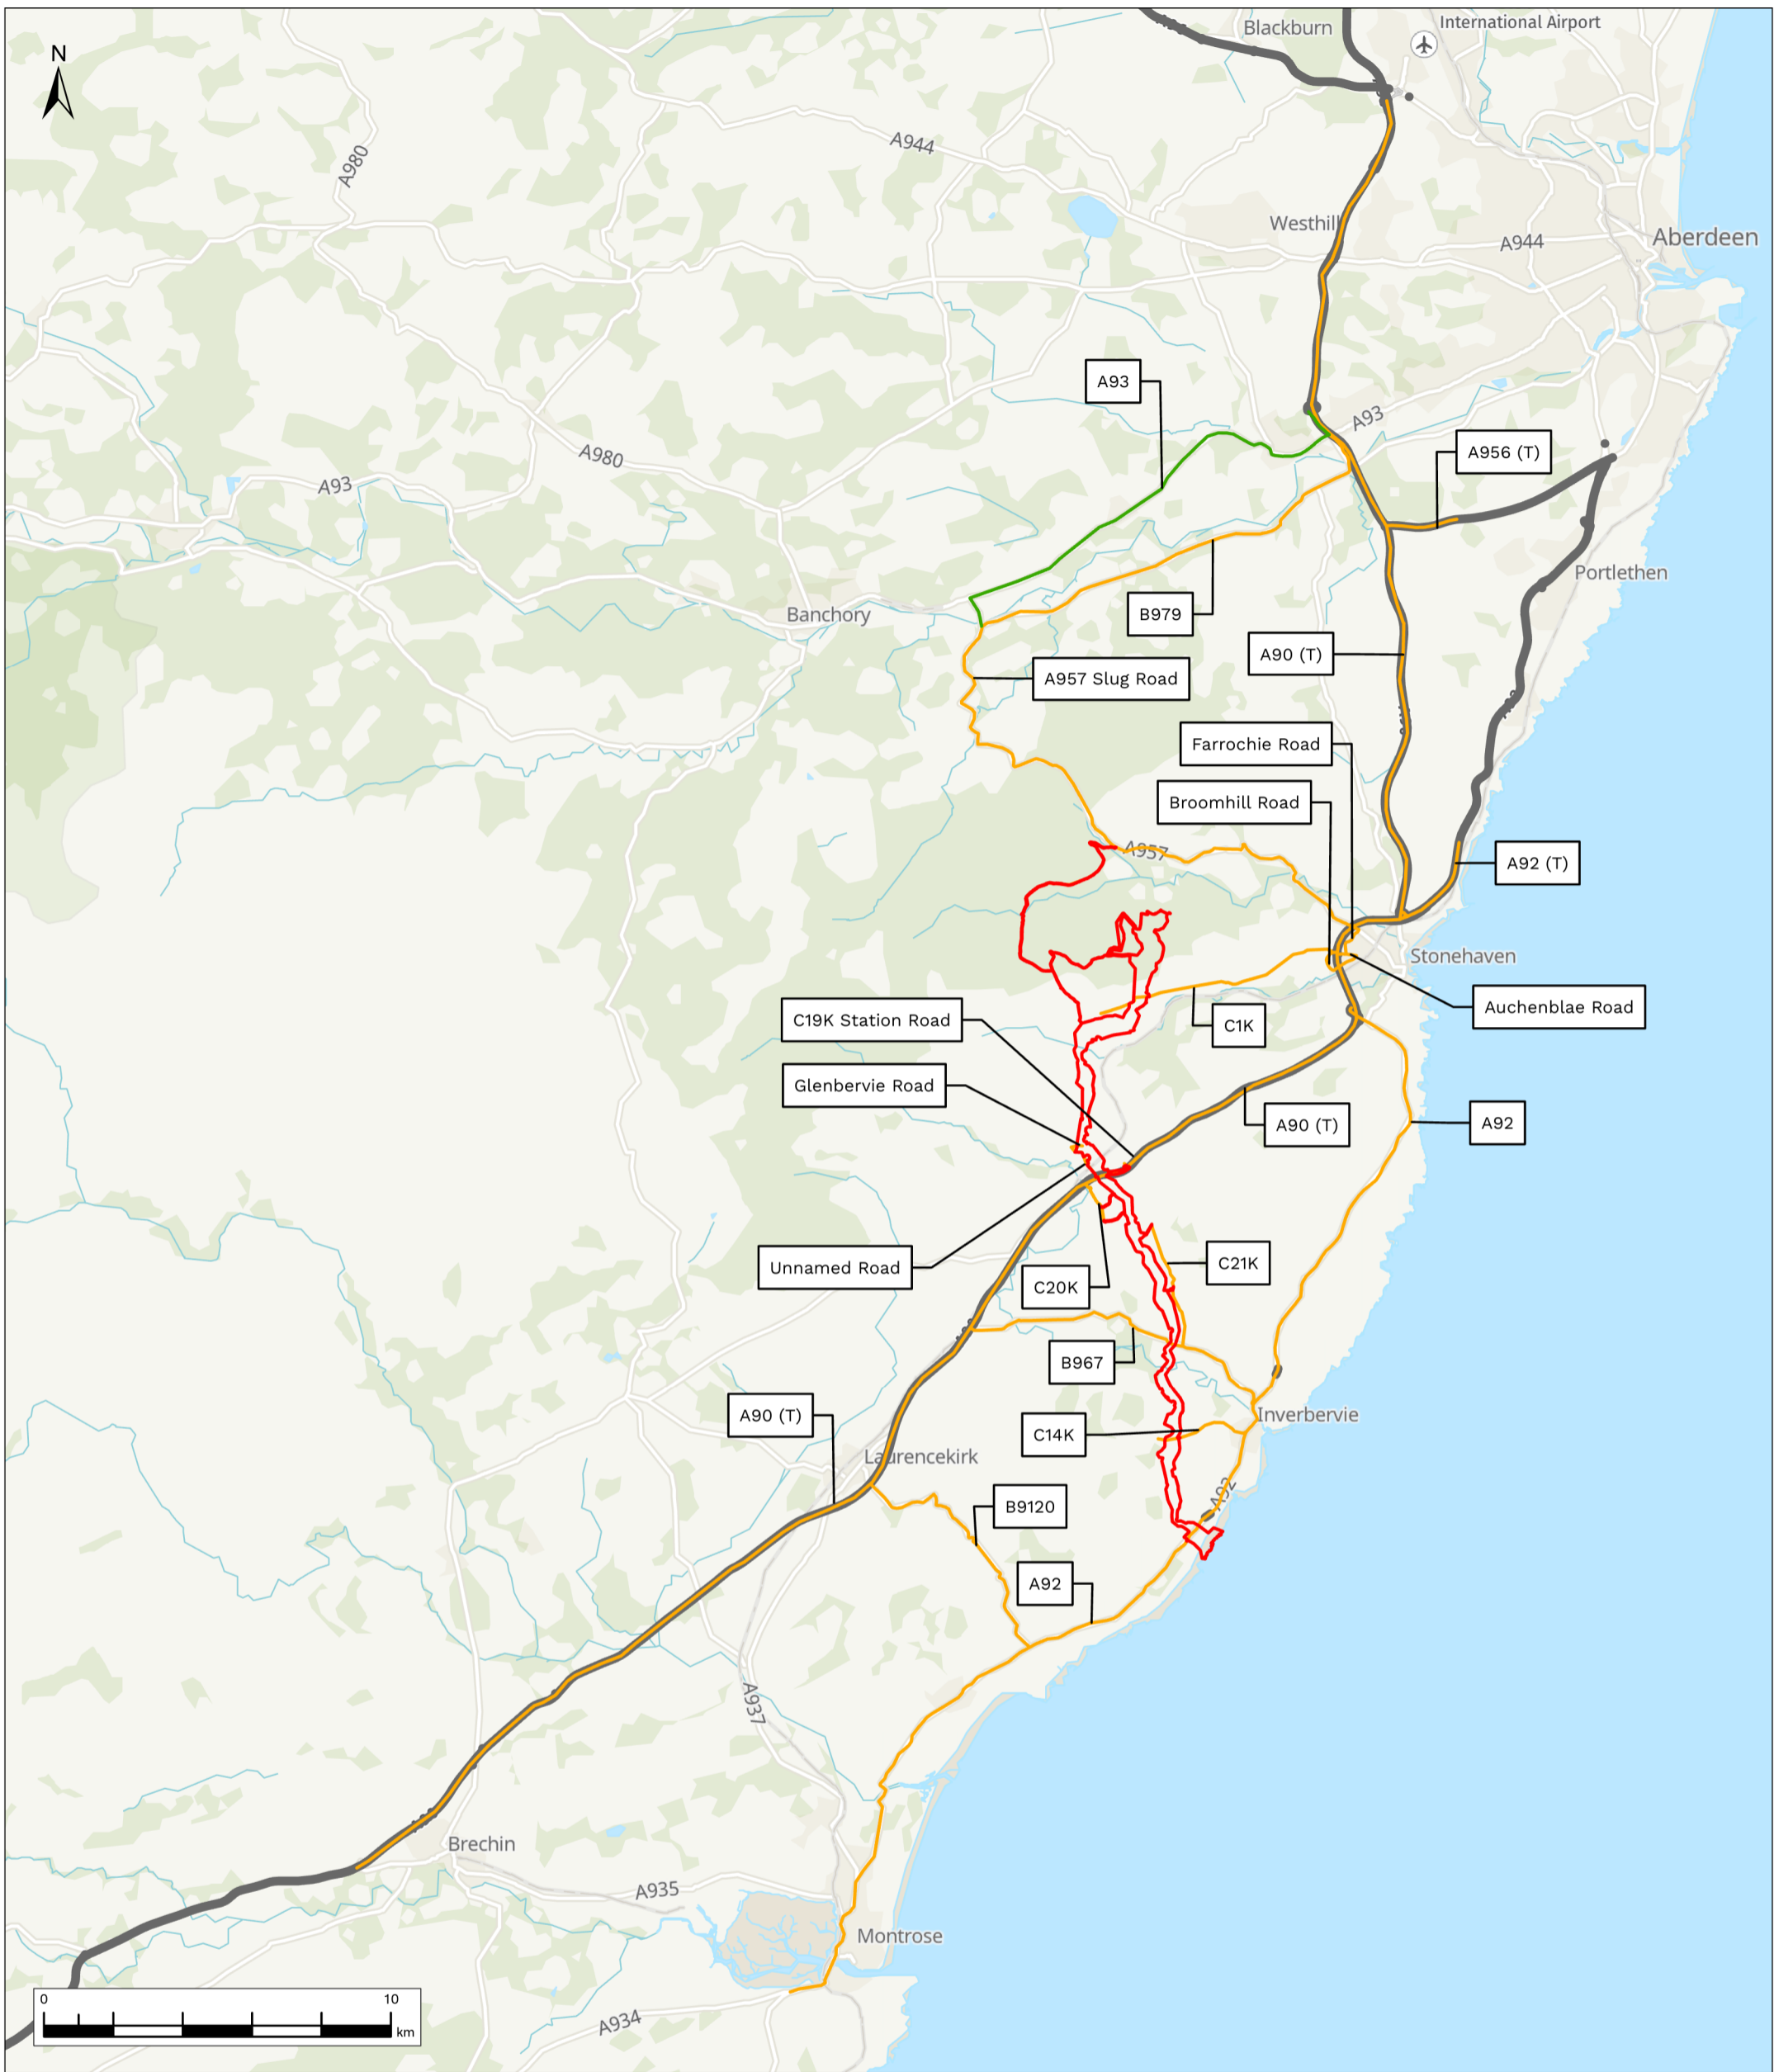 Blackburn
International Airport
N
A980
A944
Westhill
A944
Aberdeen
A93
A93
A956 (T)
A980
A93
Portlethen
Banchory
B979
A90 (T)
A957 Slug Road
Farrochie Road
Broomhill Road
A957
A92 (T)
Stonehaven
C19K Station Road
Auchenblae Road
C1K
Glenbervie Road
A90 (T)
A92
Unnamed Road
C21K
C20K
B967
A90 (T)
Inverbervie
C14K
Laurencekirk
A92
B9120
A92
A937
Brechin
A935
Montrose
0
10
km
A934